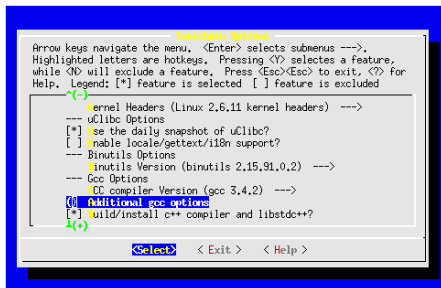 Toolchain Options
Arrow keys navigate the menu. <Enter> selects submenus --->.
Highlighted letters are hotkeys. Pressing <Y> selectes a feature,
while <N> will exclude a feature. Press <Esc><Esc> to exit, <?> for
Help. Legend: [*] feature is selected [ ] feature is excluded
^(-)
Kernel Headers (Linux 2.6.11 kernel headers) --->
--- uClibc Options
[*] Use the daily snapshot of uClibc?
[ ] Enable locale/gettext/i18n support?
--- Binutils Options
Binutils Version (binutils 2.15.91.0.2) --->
--- Gcc Options
GCC compiler Version (gcc 3.4.2) --->
() Additional gcc options
[*] Build/install c++ compiler and libstdc++?
(+)
<Select> < Exit > < Help >